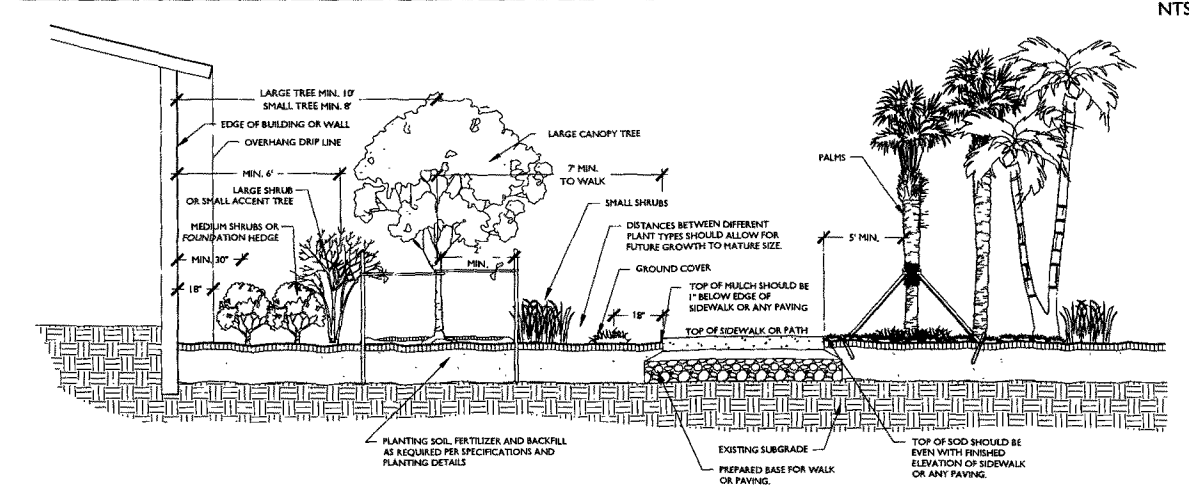 NTS
LARGE TREE MIN. 10'
SMALL TREE MIN. 8'
EDGE OF BUILDING OR WALL
OVERHANG DRIP LINE
LARGE CANOPY TREE
MIN. 6'
7' MIN.
TO WALK
PALMS
LARGE SHRUB
OR SMALL ACCENT TREE
SMALL SHRUBS
MEDIUM SHRUBS OR
FOUNDATION HEDGE
DISTANCES BETWEEN DIFFERENT
PLANT TYPES SHOULD ALLOW FOR
FUTURE GROWTH TO MATURE SIZE.
5' MIN.
MIN. 30"
2'
MIN.
GROUND COVER
18"
TOP OF MULCH SHOULD BE
1" BELOW EDGE OF
SIDEWALK OR ANY PAVING
18"
TOP OF SIDEWALK OR PATH
PLANTING SOIL, FERTILIZER AND BACKFILL
AS REQUIRED PER SPECIFICATIONS AND
PLANTING DETAILS
EXISTING SUBGRADE
PREPARED BASE FOR WALK
OR PAVING.
TOP OF SOD SHOULD BE
EVEN WITH FINISHED
ELEVATION OF SIDEWALK
OR ANY PAVING.